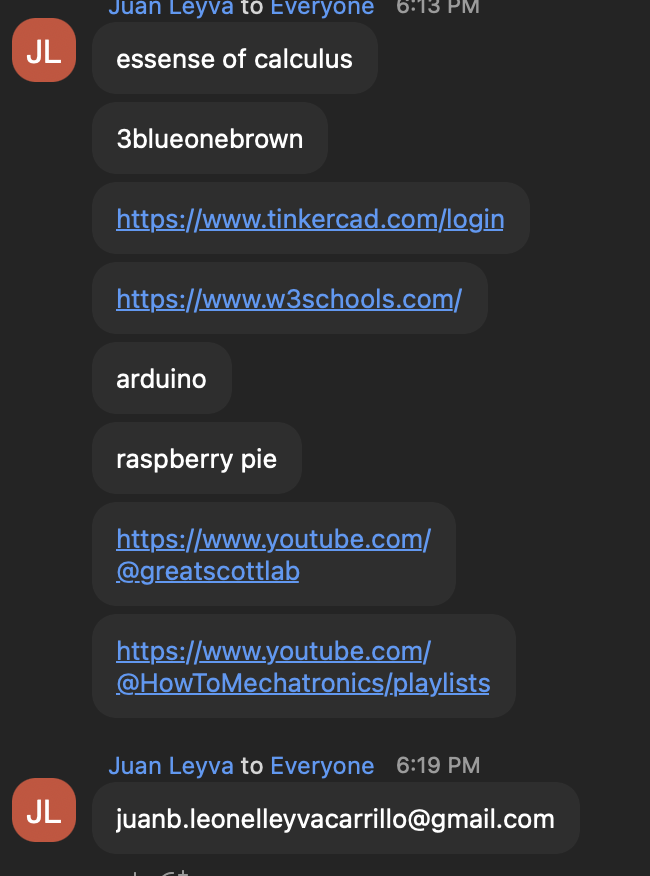 Juan Leyva to Everyone 6:13 PM
JL
essense of calculus
3blueonebrown
https://www.tinkercad.com/login
https://www.w3schools.com/
arduino
raspberry pie
https://www.youtube.com/
@greatscottlab
https://www.youtube.com/
@HowToMechatronics/playlists
Juan Leyva to Everyone 6:19 PM
JL
juanb.leonelleyvacarrillo@gmail.com